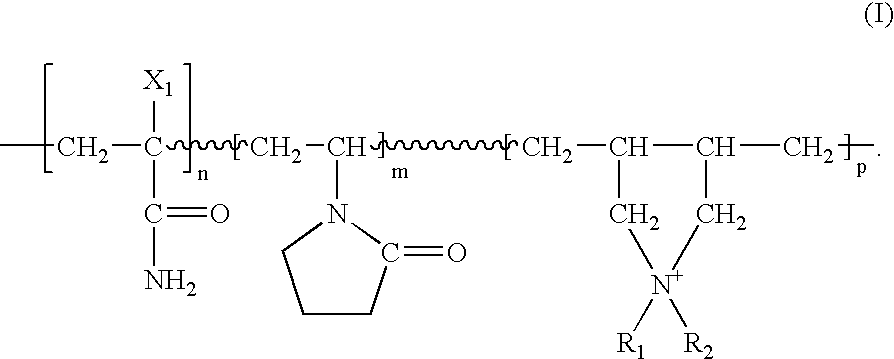 (I)
X₁
CH₂ C n CH₂ CH m CH₂ CH CH CH₂ p .
C=O N C=O CH₂ CH₂
NH₂ N⁺
R₁ R₂